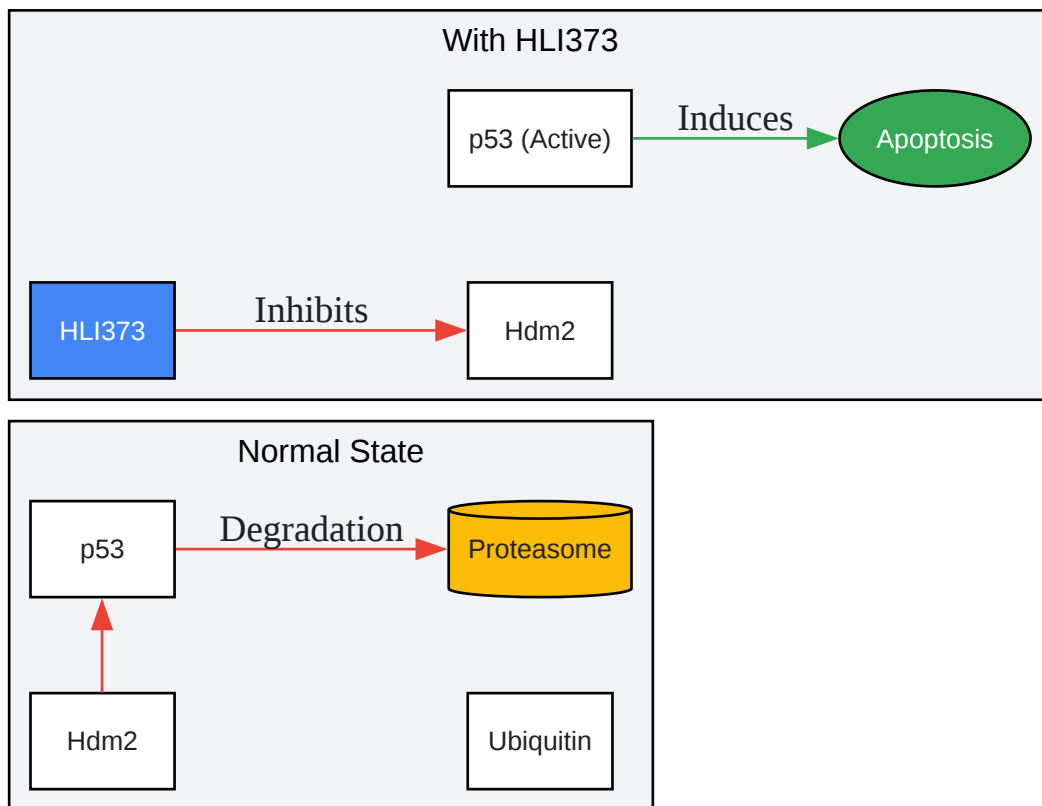 With HLI373
p53 (Active)
Induces
Apoptosis
HLI373
Inhibits
Hdm2
Normal State
p53
Degradation
Proteasome
Hdm2
Ubiquitin